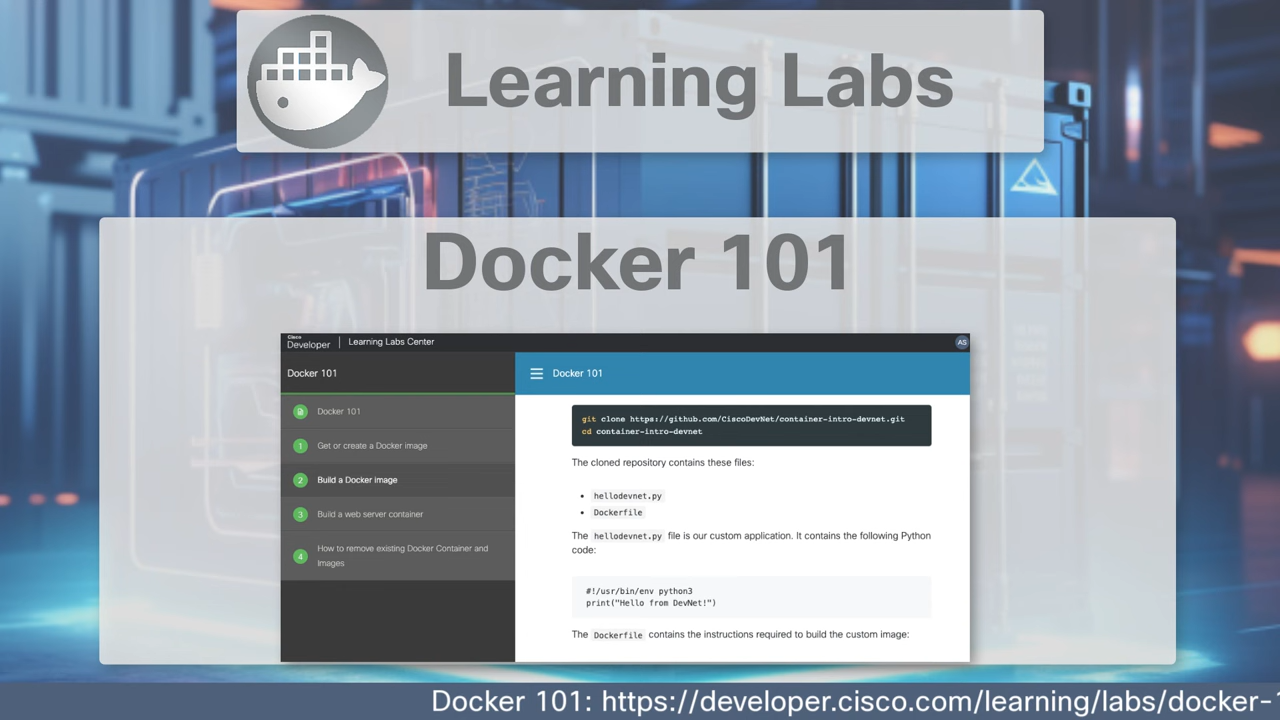 Learning Labs
Docker 101
Cisco
Developer
Learning Labs Center
AS
Docker 101
Docker 101
Docker 101
1 Get or create a Docker image
2 Build a Docker image
3 Build a web server container
4 How to remove existing Docker Container and
Images
git clone https://github.com/CiscoDevNet/container-intro-devnet.git
cd container-intro-devnet
The cloned repository contains these files:
• hellodevnet.py
• Dockerfile
The hellodevnet.py file is our custom application. It contains the following Python
code:
#!/usr/bin/env python3
print("Hello from DevNet!")
The Dockerfile contains the instructions required to build the custom image:
Docker 101: https://developer.cisco.com/learning/labs/docker-